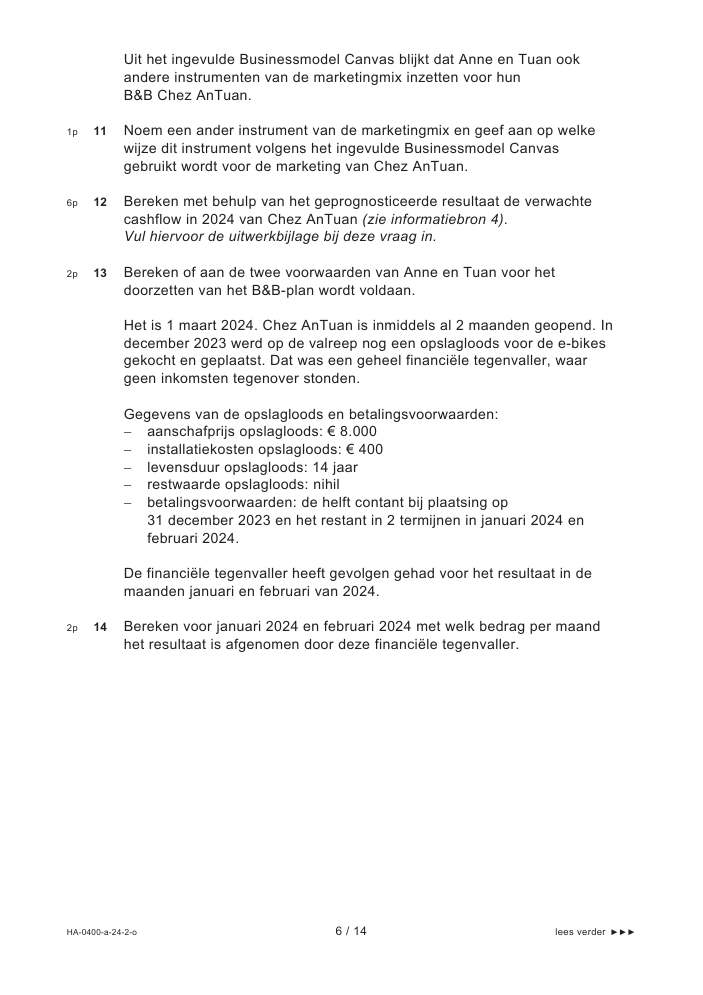 Uit het ingevulde Businessmodel Canvas blijkt dat Anne en Tuan ook
andere instrumenten van de marketingmix inzetten voor hun
B&B Chez AnTuan.
1p 11 Noem een ander instrument van de marketingmix en geef aan op welke
wijze dit instrument volgens het ingevulde Businessmodel Canvas
gebruikt wordt voor de marketing van Chez AnTuan.
6p 12 Bereken met behulp van het geprognosticeerde resultaat de verwachte
cashflow in 2024 van Chez AnTuan (zie informatiebron 4).
Vul hiervoor de uitwerkbijlage bij deze vraag in.
2p 13 Bereken of aan de twee voorwaarden van Anne en Tuan voor het
doorzetten van het B&B-plan wordt voldaan.
Het is 1 maart 2024. Chez AnTuan is inmiddels al 2 maanden geopend. In
december 2023 werd op de valreep nog een opslagloods voor de e-bikes
gekocht en geplaatst. Dat was een geheel financiële tegenvaller, waar
geen inkomsten tegenover stonden.
Gegevens van de opslagloods en betalingsvoorwaarden:
– aanschafprijs opslagloods: € 8.000
– installatiekosten opslagloods: € 400
– levensduur opslagloods: 14 jaar
– restwaarde opslagloods: nihil
– betalingsvoorwaarden: de helft contant bij plaatsing op
31 december 2023 en het restant in 2 termijnen in januari 2024 en
februari 2024.
De financiële tegenvaller heeft gevolgen gehad voor het resultaat in de
maanden januari en februari van 2024.
2p 14 Bereken voor januari 2024 en februari 2024 met welk bedrag per maand
het resultaat is afgenomen door deze financiële tegenvaller.
HA-0400-a-24-2-o 6 / 14 lees verder ►►►